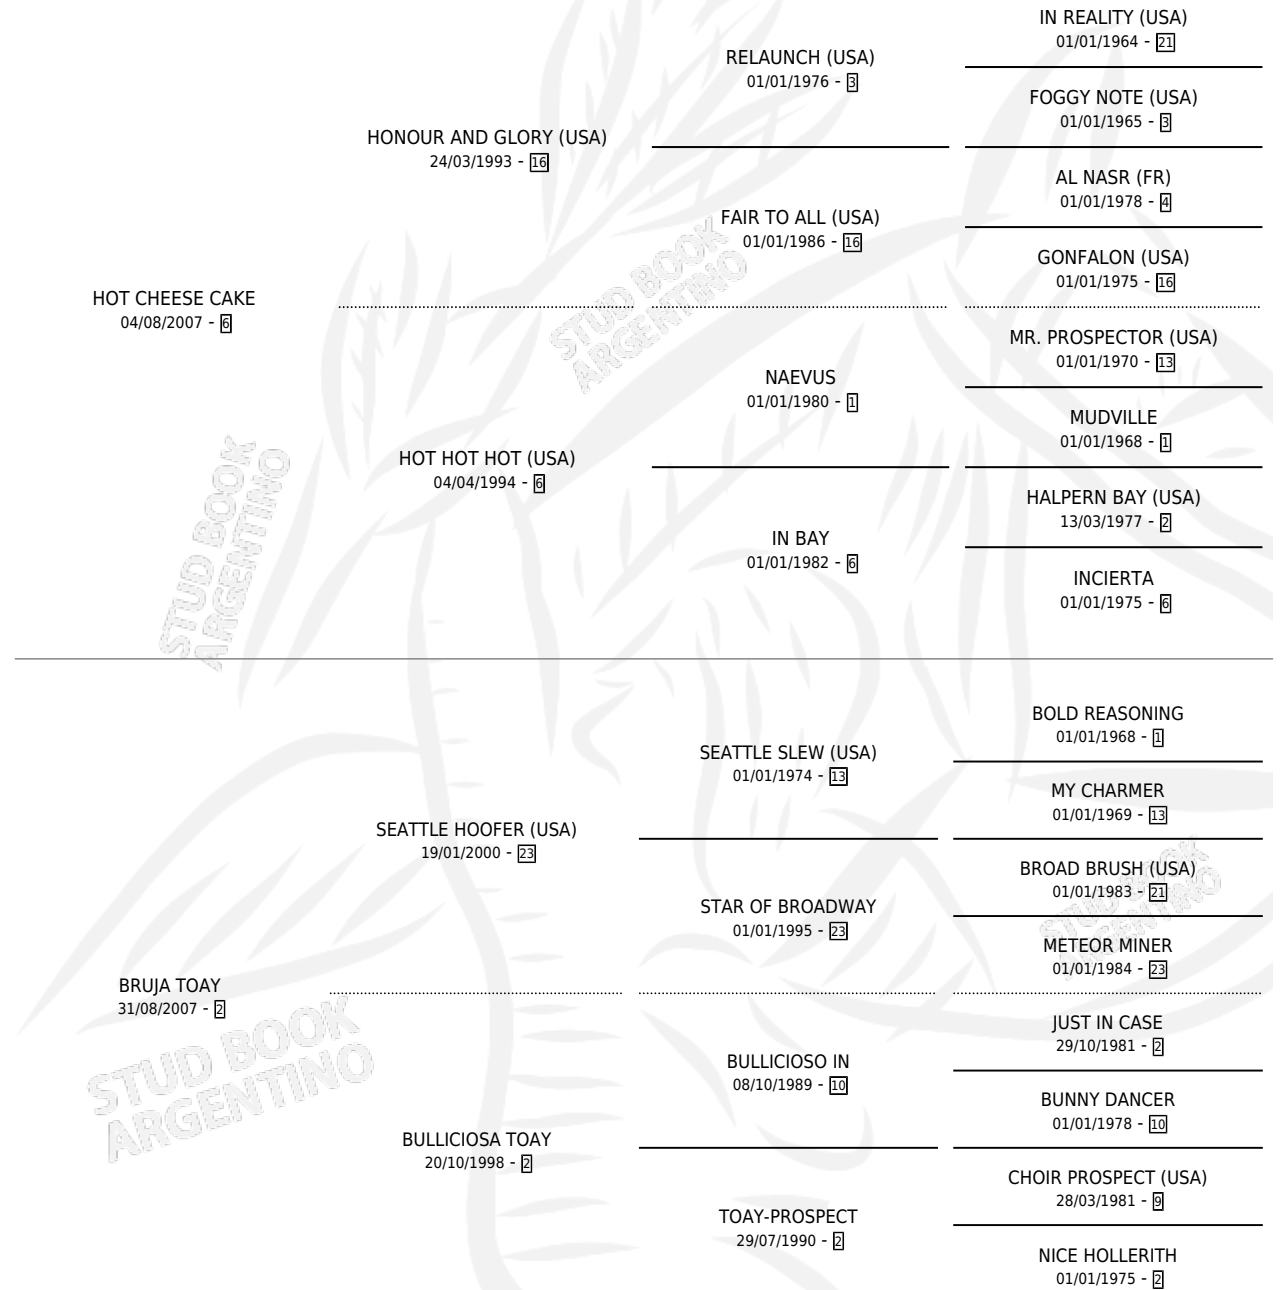 IN REALITY (USA)
01/01/1964 - 21
RELAUNCH (USA)
01/01/1976 - 3
FOGGY NOTE (USA)
01/01/1965 - 3
HONOUR AND GLORY (USA)
24/03/1993 - 16
AL NASR (FR)
01/01/1978 - 4
FAIR TO ALL (USA)
01/01/1986 - 16
GONFALON (USA)
01/01/1975 - 16
HOT CHEESE CAKE
04/08/2007 - 6
STUD BOOK
ARGENTINO
MR. PROSPECTOR (USA)
01/01/1970 - 13
NAEVUS
01/01/1980 - 1
MUDVILLE
01/01/1968 - 1
HOT HOT HOT (USA)
04/04/1994 - 6
HALPERN BAY (USA)
13/03/1977 - 2
IN BAY
01/01/1982 - 6
INCIERTA
01/01/1975 - 6
STUD BOOK
ARGENTINO
BOLD REASONING
01/01/1968 - 1
SEATTLE SLEW (USA)
01/01/1974 - 13
MY CHARMER
01/01/1969 - 13
SEATTLE HOOFER (USA)
19/01/2000 - 23
BROAD BRUSH (USA)
01/01/1983 - 21
STAR OF BROADWAY
01/01/1995 - 23
STUD BOOK
ARGENTINO
METEOR MINER
01/01/1984 - 23
BRUJA TOAY
31/08/2007 - 2
JUST IN CASE
29/10/1981 - 2
BULLICIOSO IN
08/10/1989 - 10
STUD BOOK
ARGENTINO
BUNNY DANCER
01/01/1978 - 10
BULLICIOSA TOAY
20/10/1998 - 2
CHOIR PROSPECT (USA)
28/03/1981 - 9
TOAY-PROSPECT
29/07/1990 - 2
NICE HOLLERITH
01/01/1975 - 2